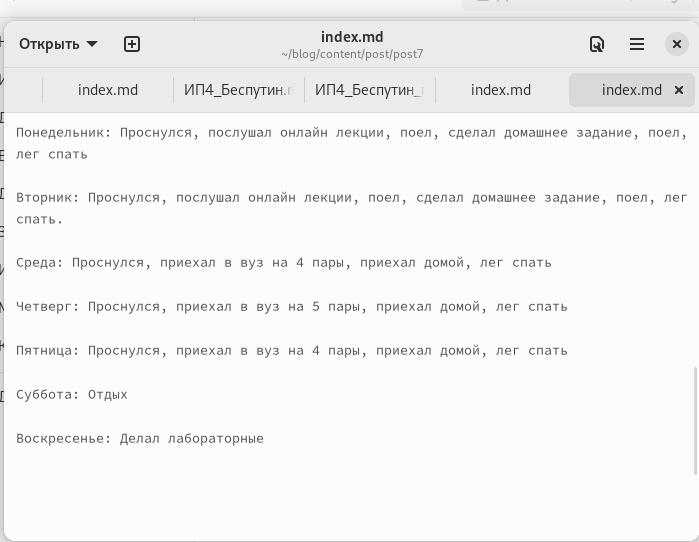 Открыть
index.md
~/blog/content/post/post7
index.md
ИП4_Беспутин.
ИП4_Беспутин_
index.md
index.md
Понедельник: Проснулся, послушал онлайн лекции, поел, сделал домашнее задание, поел,
лег спать
Вторник: Проснулся, послушал онлайн лекции, поел, сделал домашнее задание, поел, лег
спать.
Среда: Проснулся, приехал в вуз на 4 пары, приехал домой, лег спать
Четверг: Проснулся, приехал в вуз на 5 пары, приехал домой, лег спать
Пятница: Проснулся, приехал в вуз на 4 пары, приехал домой, лег спать
Суббота: Отдых
Воскресенье: Делал лабораторные